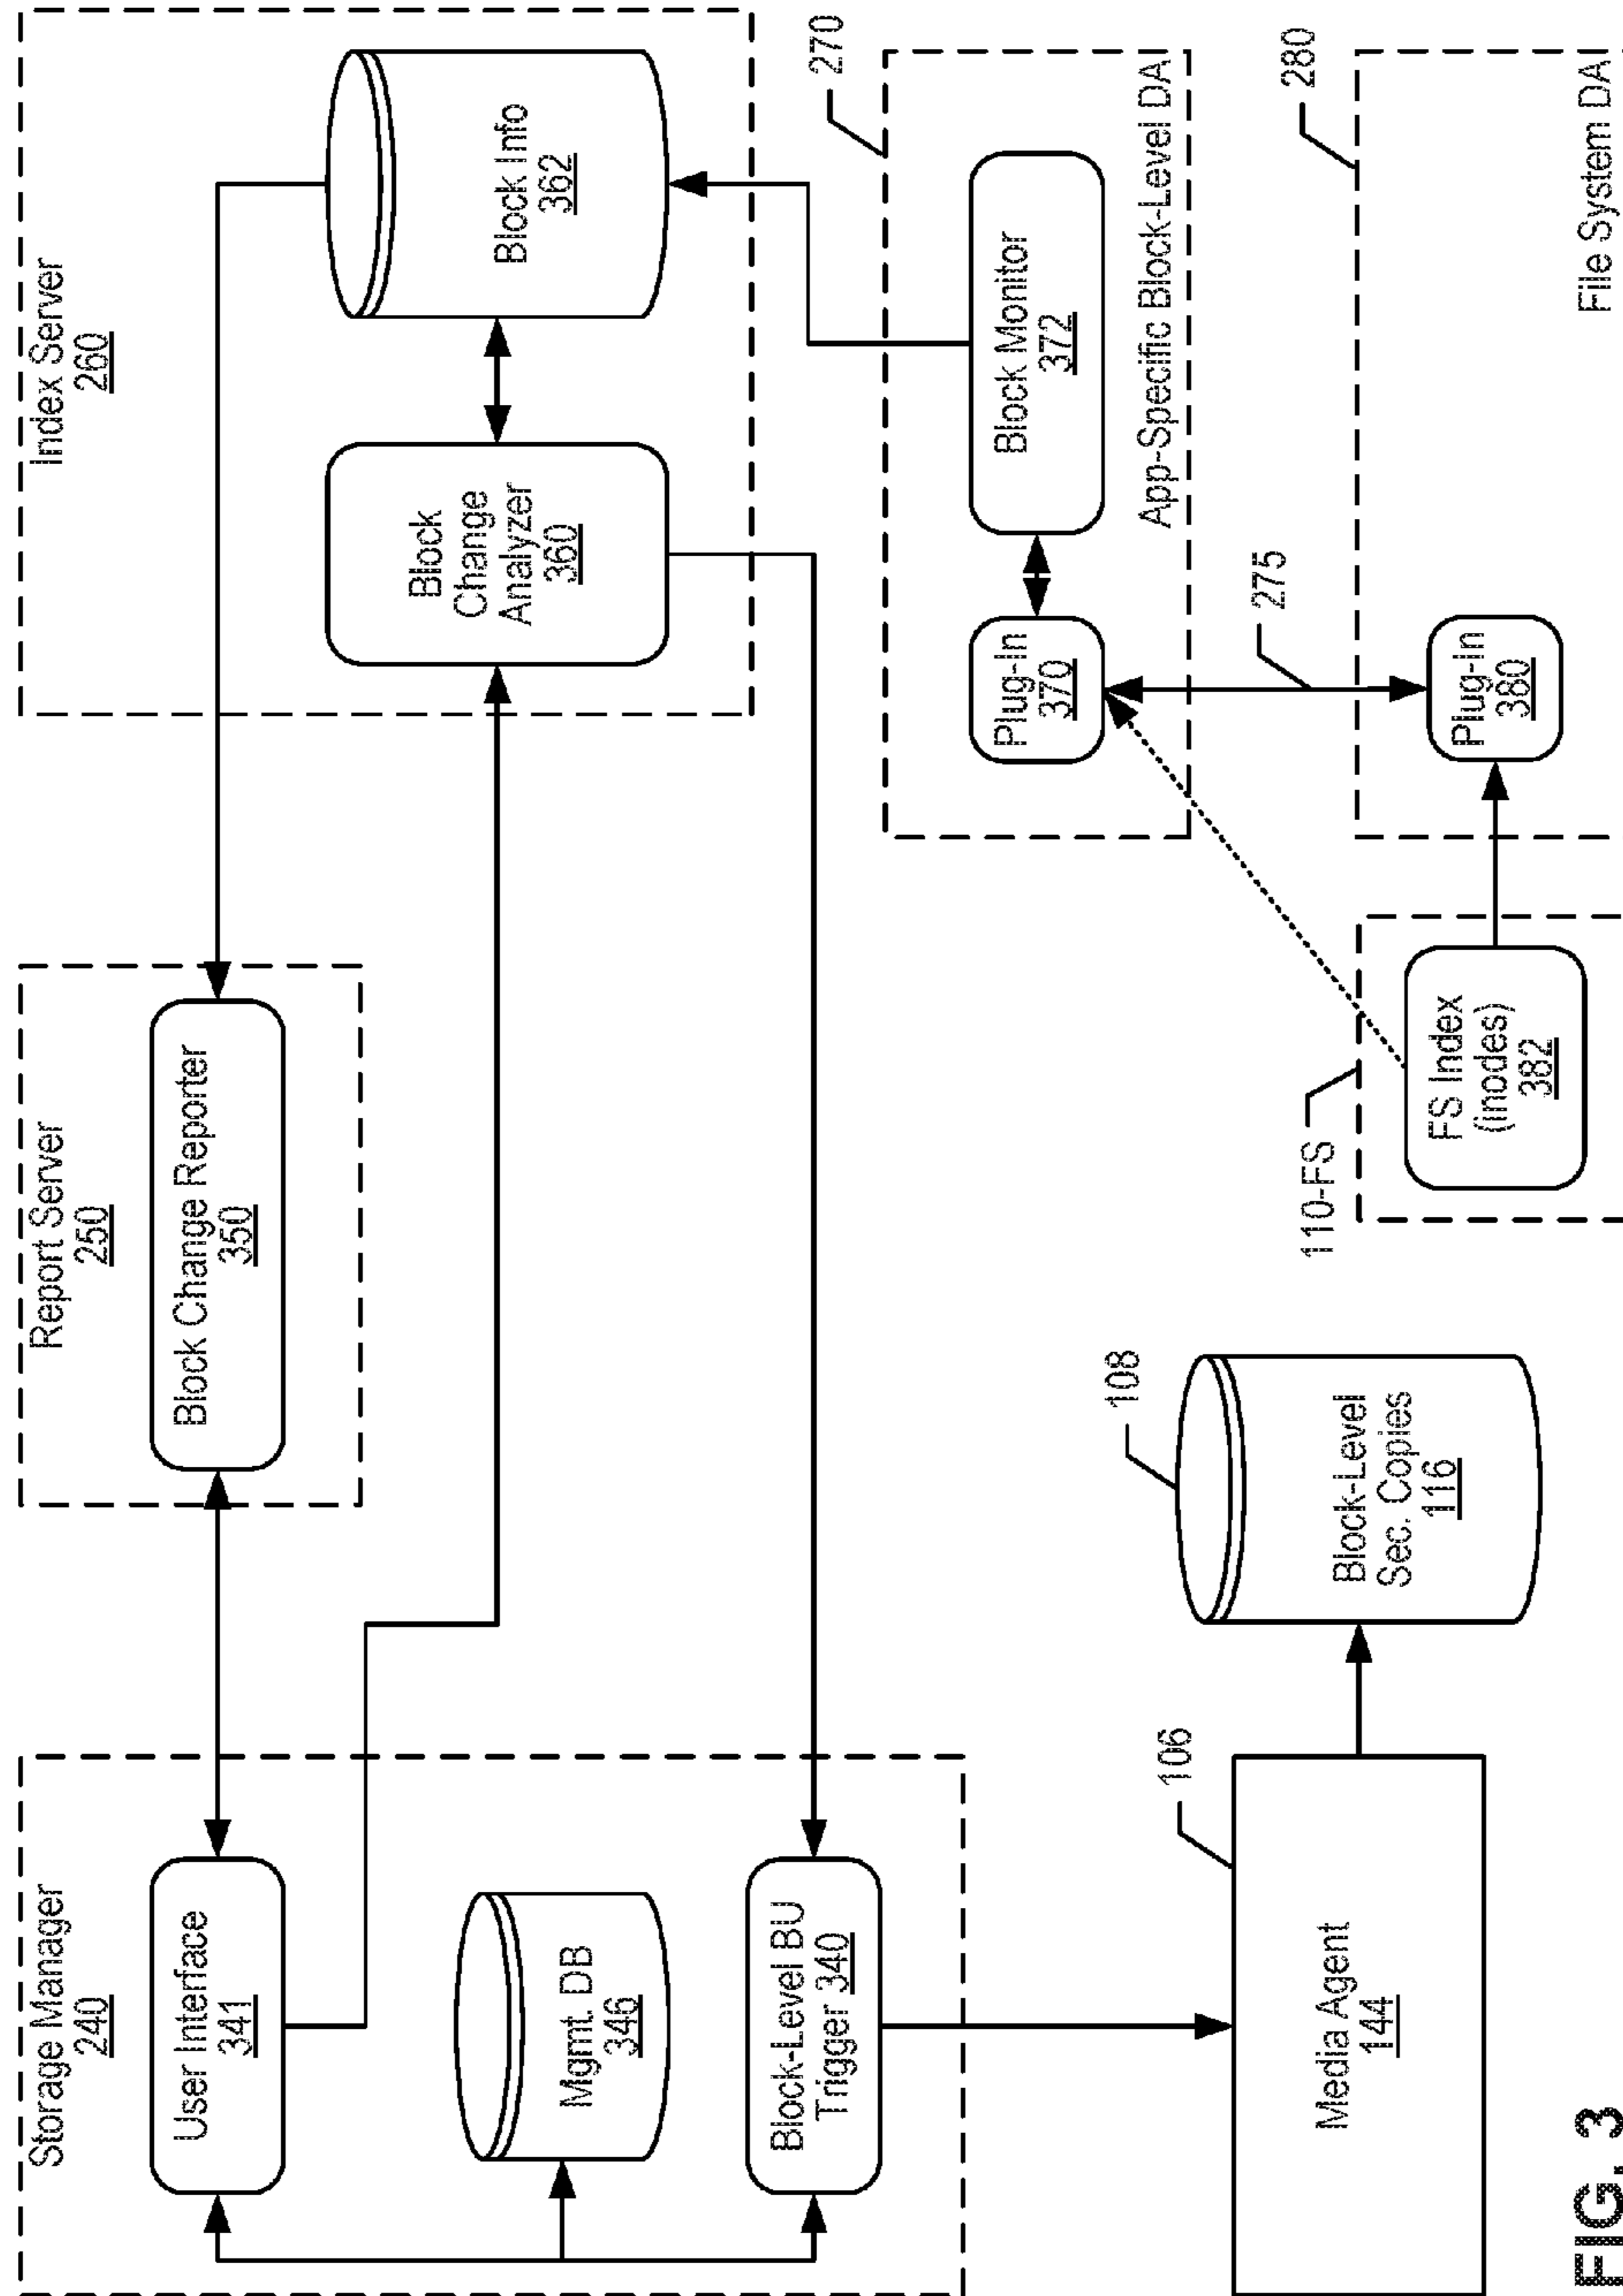 Storage Manager
240
User Interface
341
Mgmt. DB
346
Block-Level BU
Trigger 340
Report Server
250
Block Change Reporter
350
Index Server
260
Block
Change
Analyzer
360
Block Info
362
106
Media Agent
144
108
Block-Level
Sec. Copies
116
270
Plug-In
370
Block Monitor
372
App-Specific Block-Level DA
275
280
110-FS
FS Index
(inodes)
382
Plug-In
380
File System DA
FIG. 3